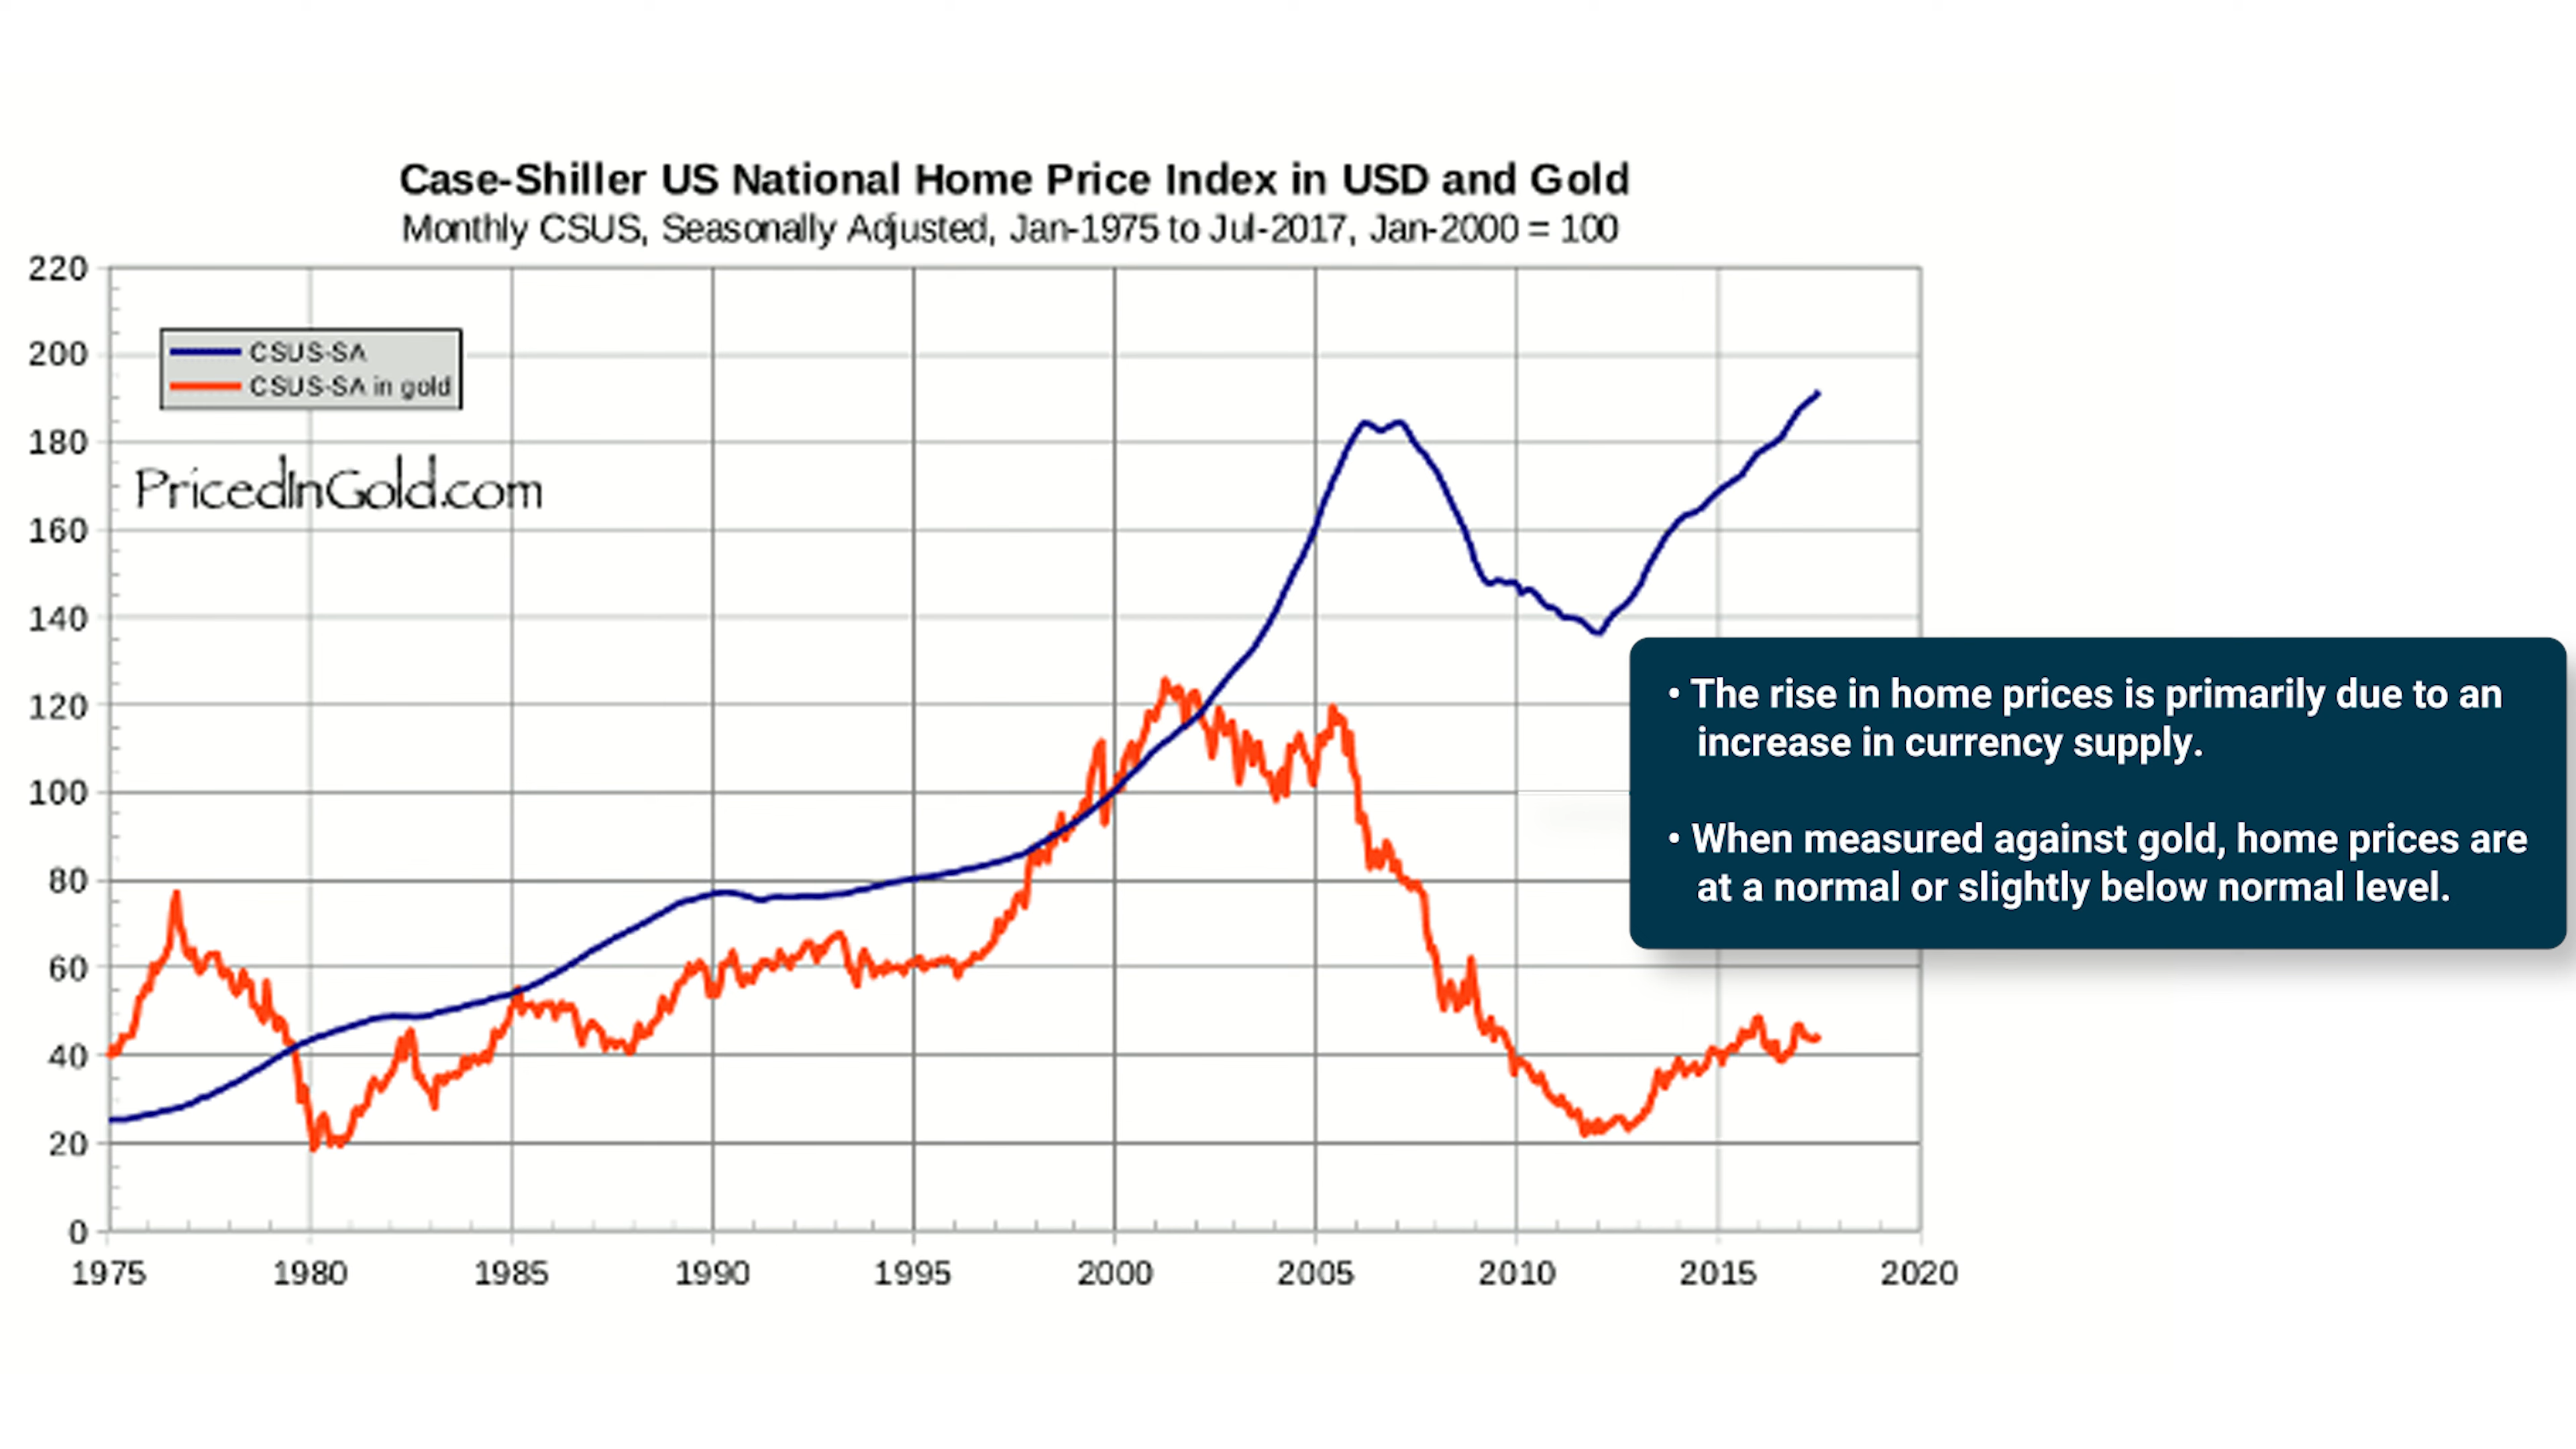 Case-Shiller US National Home Price Index in USD and Gold
Monthly CSUS, Seasonally Adjusted, Jan-1975 to Jul-2017, Jan-2000 = 100
220
200
180
160
140
120
100
80
60
40
20
0
CSUS-SA
CSUS-SA in gold
PricedInGold.com
• The rise in home prices is primarily due to an
increase in currency supply.
• When measured against gold, home prices are
at a normal or slightly below normal level.
1975 1980 1985 1990 1995 2000 2005 2010 2015 2020